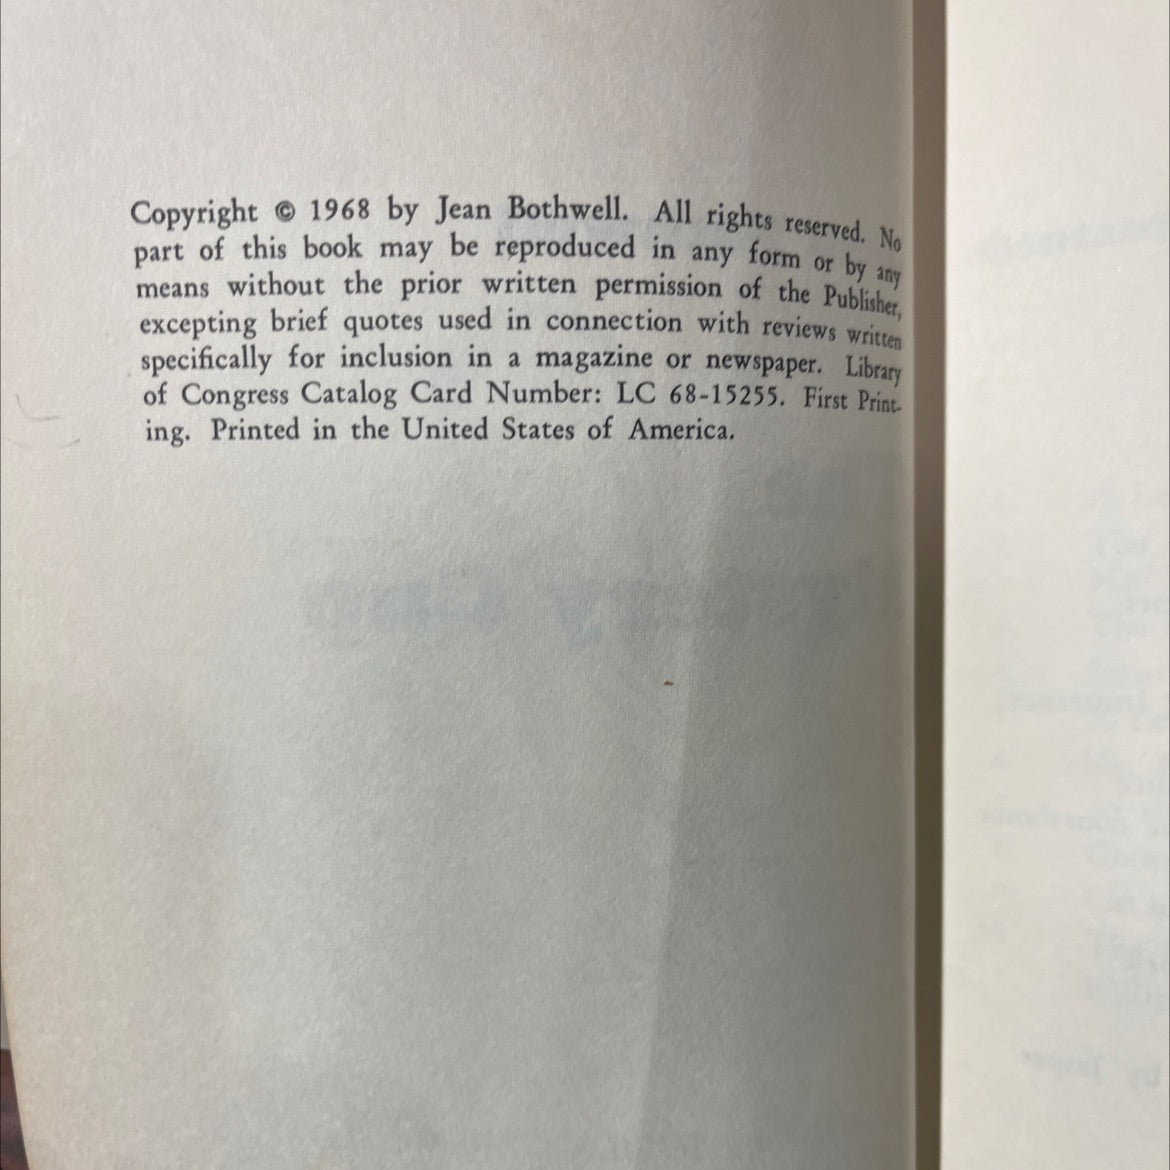 Copyright © 1968 by Jean Bothwell. All rights reserved. No
part of this book may be reproduced in any form or by any
means without the prior written permission of the Publisher,
excepting brief quotes used in connection with reviews written
specifically for inclusion in a magazine or newspaper. Library
of Congress Catalog Card Number: LC 68-15255. First Print-
ing. Printed in the United States of America.